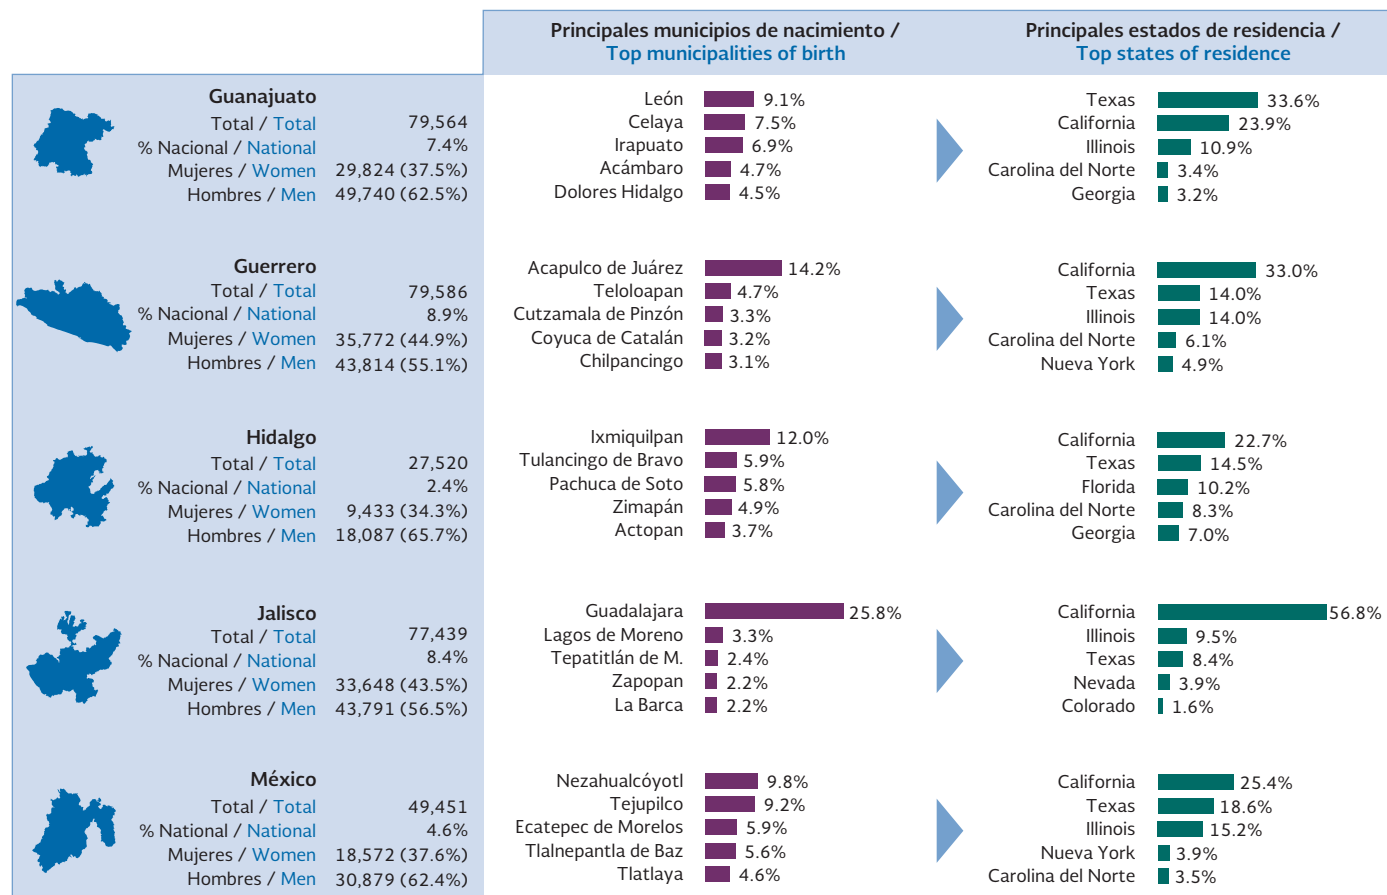 Principales municipios de nacimiento /
Top municipalities of birth
Principales estados de residencia /
Top states of residence
Guanajuato
Total / Total 79,564
% Nacional / National 7.4%
Mujeres / Women 29,824 (37.5%)
Hombres / Men 49,740 (62.5%)
León 9.1%
Celaya 7.5%
Irapuato 6.9%
Acámbaro 4.7%
Dolores Hidalgo 4.5%
Texas 33.6%
California 23.9%
Illinois 10.9%
Carolina del Norte 3.4%
Georgia 3.2%
Guerrero
Total / Total 79,586
% Nacional / National 8.9%
Mujeres / Women 35,772 (44.9%)
Hombres / Men 43,814 (55.1%)
Acapulco de Juárez 14.2%
Teloloapan 4.7%
Cutzamala de Pinzón 3.3%
Coyuca de Catalán 3.2%
Chilpancingo 3.1%
California 33.0%
Texas 14.0%
Illinois 14.0%
Carolina del Norte 6.1%
Nueva York 4.9%
Hidalgo
Total / Total 27,520
% Nacional / National 2.4%
Mujeres / Women 9,433 (34.3%)
Hombres / Men 18,087 (65.7%)
Ixmiquilpan 12.0%
Tulancingo de Bravo 5.9%
Pachuca de Soto 5.8%
Zimapán 4.9%
Actopan 3.7%
California 22.7%
Texas 14.5%
Florida 10.2%
Carolina del Norte 8.3%
Georgia 7.0%
Jalisco
Total / Total 77,439
% Nacional / National 8.4%
Mujeres / Women 33,648 (43.5%)
Hombres / Men 43,791 (56.5%)
Guadalajara 25.8%
Lagos de Moreno 3.3%
Tepatitlán de M. 2.4%
Zapopan 2.2%
La Barca 2.2%
California 56.8%
Illinois 9.5%
Texas 8.4%
Nevada 3.9%
Colorado 1.6%
México
Total / Total 49,451
% National / National 4.6%
Mujeres / Women 18,572 (37.6%)
Hombres / Men 30,879 (62.4%)
Nezahualcóyotl 9.8%
Tejupilco 9.2%
Ecatepec de Morelos 5.9%
Tlalnepantla de Baz 5.6%
Tlatlaya 4.6%
California 25.4%
Texas 18.6%
Illinois 15.2%
Nueva York 3.9%
Carolina del Norte 3.5%